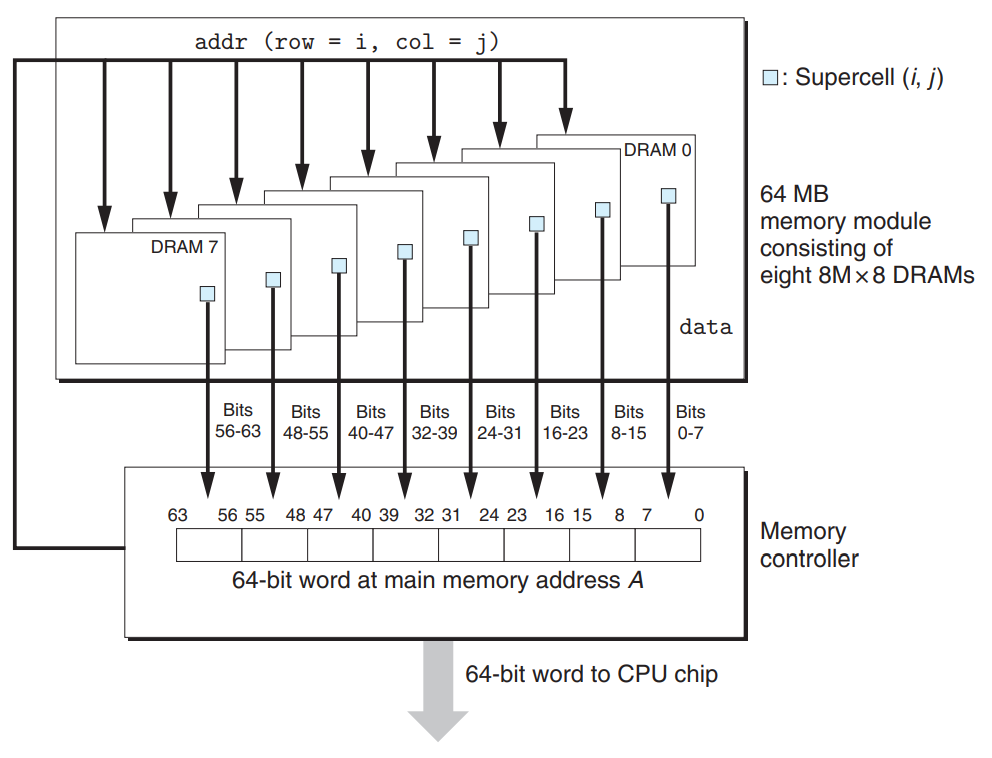 addr (row = i, col = j)
: Supercell (i, j)
DRAM 0
DRAM 7
64 MB
memory module
consisting of
eight 8M×8 DRAMs
data
Bits
56-63
Bits
48-55
Bits
40-47
Bits
32-39
Bits
24-31
Bits
16-23
Bits
8-15
Bits
0-7
63 56 55 48 47 40 39 32 31 24 23 16 15 8 7 0
64-bit word at main memory address A
Memory
controller
64-bit word to CPU chip